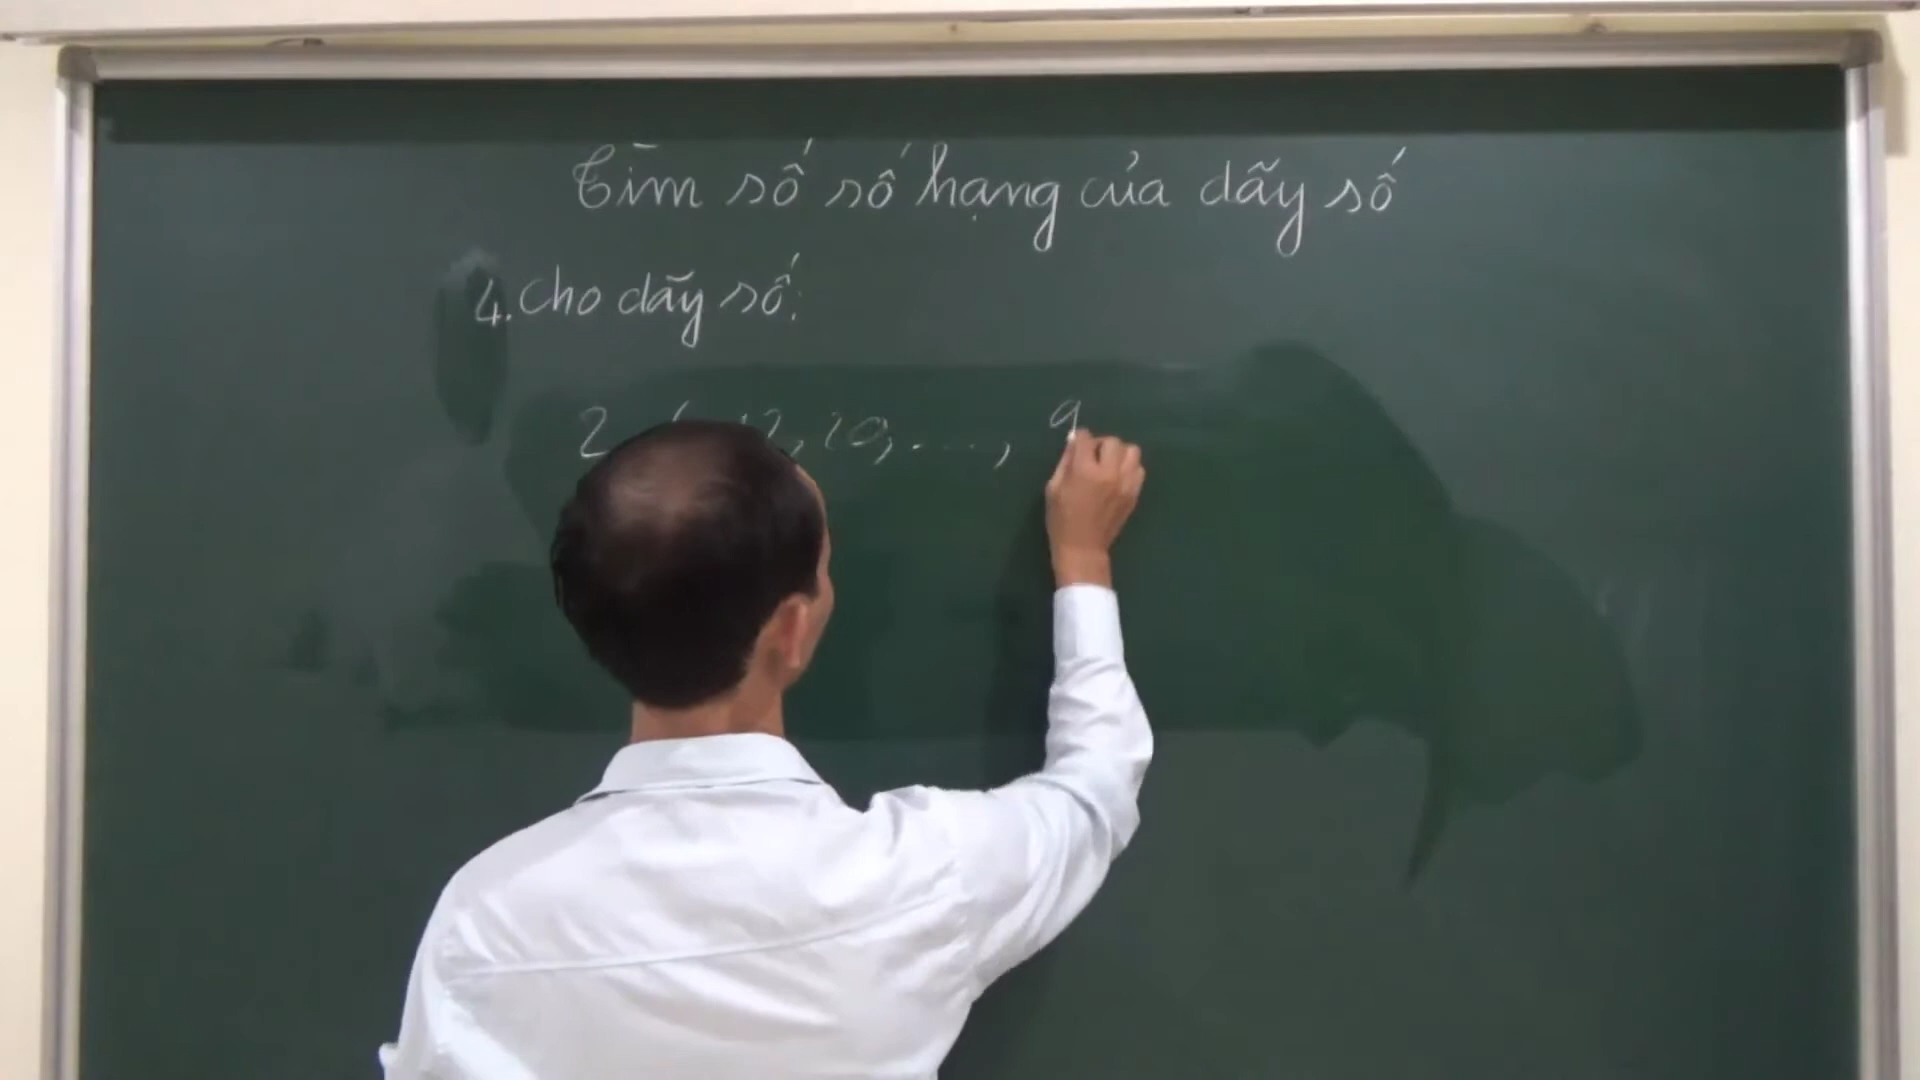 Tìm số số hạng của dãy số
4. Cho dãy số:
2 12, 20, ...., 9